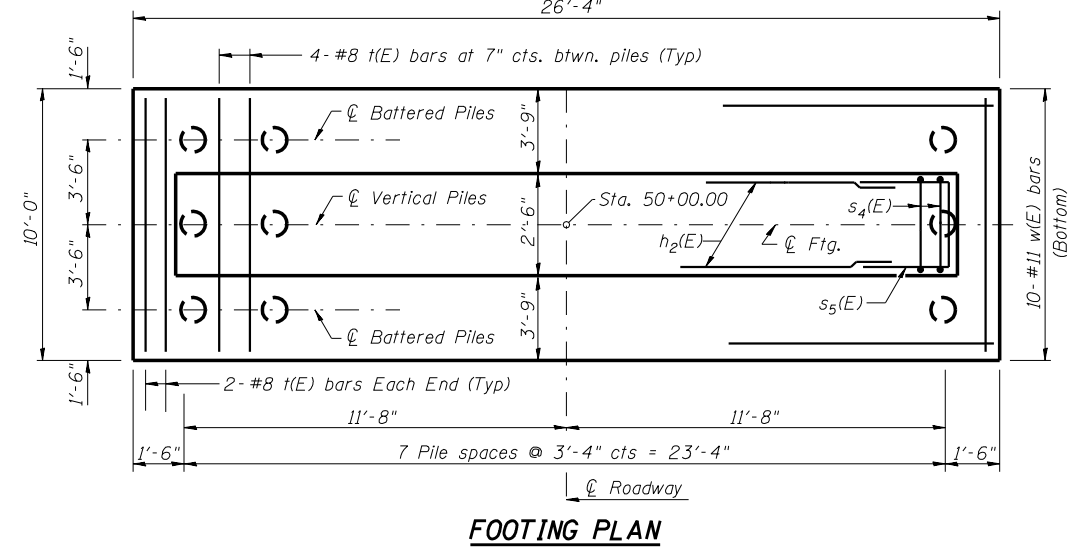 26'-4"
1'-6"
4- #8 t(E) bars at 7" cts. btwn. piles (Typ)
℄ Battered Piles
3'-9"
3'-6"
10'-0"
℄ Vertical Piles
2'-6"
Sta. 50+00.00
s4(E)
h2(E)
℄ Ftg.
10- #11 w(E) bars
(Bottom)
3'-6"
s5(E)
3'-9"
℄ Battered Piles
1'-6"
2- #8 t(E) bars Each End (Typ)
11'-8"
11'-8"
1'-6"
7 Pile spaces @ 3'-4" cts = 23'-4"
1'-6"
℄ Roadway
FOOTING PLAN